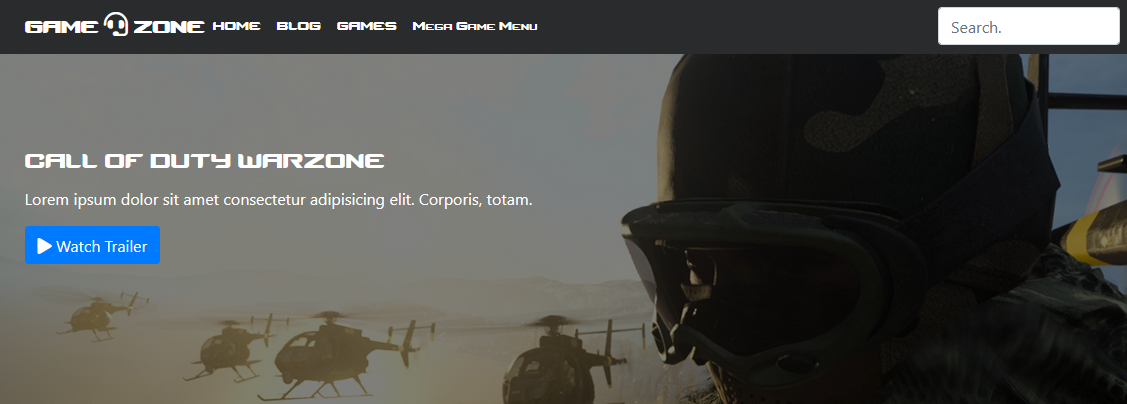 GAME ZONE HOME BLOG GAMES Mega Game Menu Search.
CALL OF DUTY WARZONE
Lorem ipsum dolor sit amet consectetur adipisicing elit. Corporis, totam.
Watch Trailer